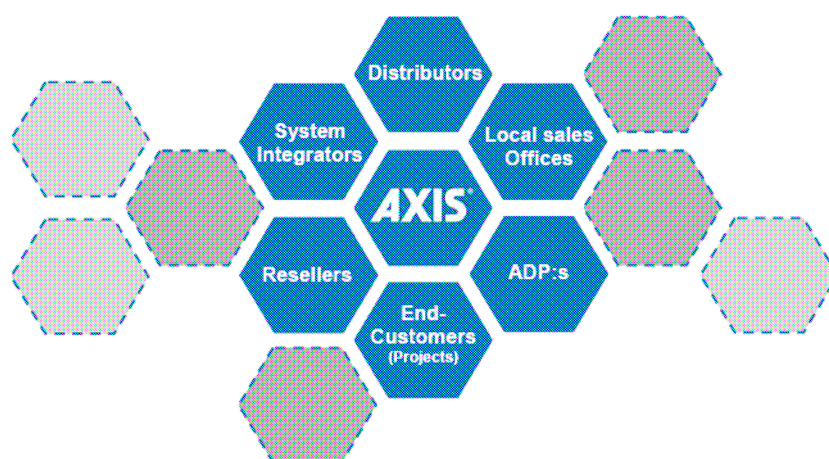 Distributors
System
Integrators
Local sales
Offices
AXIS®
Resellers
ADP:s
End-
Customers
(Projects)